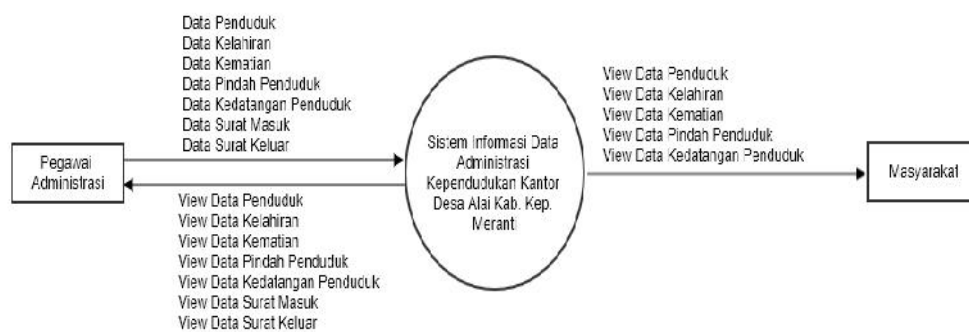 Data Penduduk
Data Kelahiran
Data Kematian
Data Pindah Penduduk
Data Kedatangan Penduduk
Data Surat Masuk
Data Surat Keluar
Pegawai
Administrasi
View Data Penduduk
View Data Kelahiran
View Data Kematian
View Data Pindah Penduduk
View Data Kedatangan Penduduk
View Data Surat Masuk
View Data Surat Keluar
Sistem Informasi Data
Administrasi
Kependudukan Kantor
Desa Alai Kab. Kep.
Meranti
View Data Penduduk
View Data Kelahiran
View Data Kematian
View Data Pindah Penduduk
View Data Kedatangan Penduduk
Masyarakat